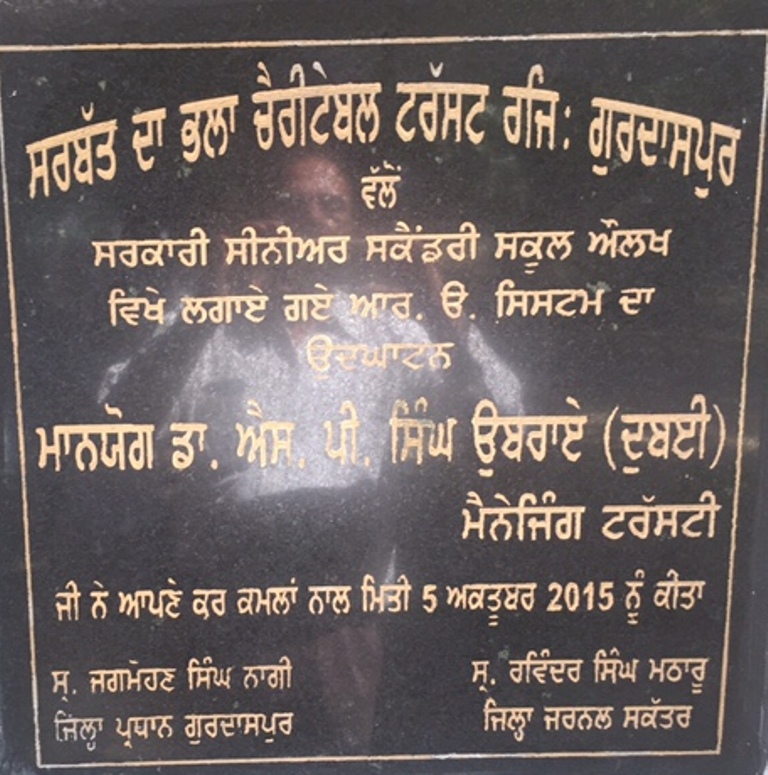 ਸਰਬੱਤ ਦਾ ਭਲਾ ਚੈਰੀਟੇਬਲ ਟਰੱਸਟ ਰਜਿ: ਗੁਰਦਾਸਪੁਰ
ਵੱਲੋਂ
ਸਰਕਾਰੀ ਸੀਨੀਅਰ ਸਕੈਂਡਰੀ ਸਕੂਲ ਔਲਖ
ਵਿਖੇ ਲਗਾਏ ਗਏ ਆਰ. ਓ. ਸਿਸਟਮ ਦਾ
ਉਦਘਾਟਨ
ਮਾਨਯੋਗ ਡਾ. ਐਸ. ਪੀ. ਸਿੰਘ ਉਬਰਾਏ (ਦੁਬਈ)
ਮੈਨੇਜਿੰਗ ਟਰੱਸਟੀ
ਜੀ ਨੇ ਆਪਣੇ ਕਰ ਕਮਲਾਂ ਨਾਲ ਮਿਤੀ 5 ਅਕਤੂਬਰ 2015 ਨੂੰ ਕੀਤਾ
ਸ੍ਰ. ਜਗਮੋਹਣ ਸਿੰਘ ਨਾਗੀ
ਜਿਲ੍ਹਾ ਪ੍ਰਧਾਨ ਗੁਰਦਾਸਪੁਰ
ਸ੍ਰ. ਰਵਿੰਦਰ ਸਿੰਘ ਮਠਾਰੂ
ਜਿਲ੍ਹਾ ਜਰਨਲ ਸਕੱਤਰ